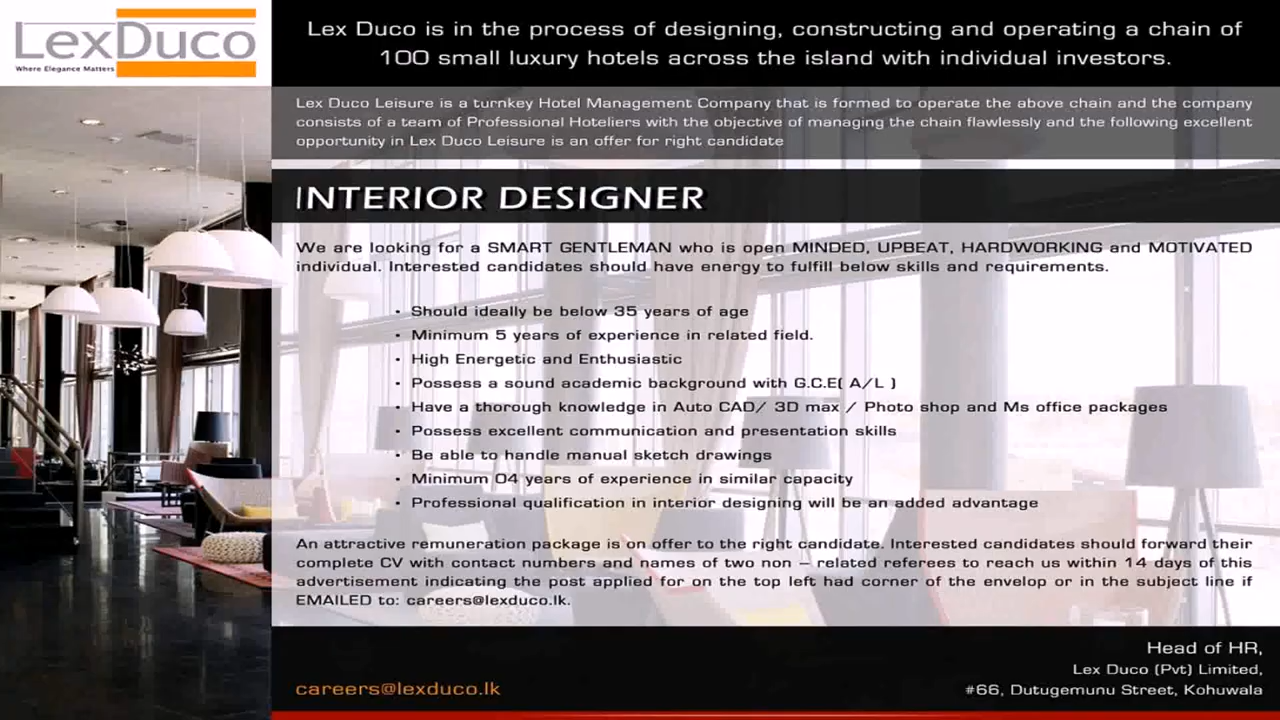 LexDuco
Where Elegance Matters
Lex Duco is in the process of designing, constructing and operating a chain of
100 small luxury hotels across the island with individual investors.
Lex Duco Leisure is a turnkey Hotel Management Company that is formed to operate the above chain and the company
consists of a team of Professional Hoteliers with the objective of managing the chain flawlessly and the following excellent
opportunity in Lex Duco Leisure is an offer for right candidate
INTERIOR DESIGNER
We are looking for a SMART GENTLEMAN who is open MINDED, UPBEAT, HARDWORKING and MOTIVATED
individual. Interested candidates should have energy to fulfill below skills and requirements.
• Should ideally be below 35 years of age
• Minimum 5 years of experience in related field.
• High Energetic and Enthusiastic
• Possess a sound academic background with G.C.E( A/L )
• Have a thorough knowledge in Auto CAD/ 3D max / Photo shop and Ms office packages
• Possess excellent communication and presentation skills
• Be able to handle manual sketch drawings
• Minimum 04 years of experience in similar capacity
• Professional qualification in interior designing will be an added advantage
An attractive remuneration package is on offer to the right candidate. Interested candidates should forward their
complete CV with contact numbers and names of two non – related referees to reach us within 14 days of this
advertisement indicating the post applied for on the top left had corner of the envelop or in the subject line if
EMAILED to: careers@lexduco.lk.
Head of HR,
Lex Duco (Pvt) Limited,
#66, Dutugemunu Street, Kohuwala
careers@lexduco.lk